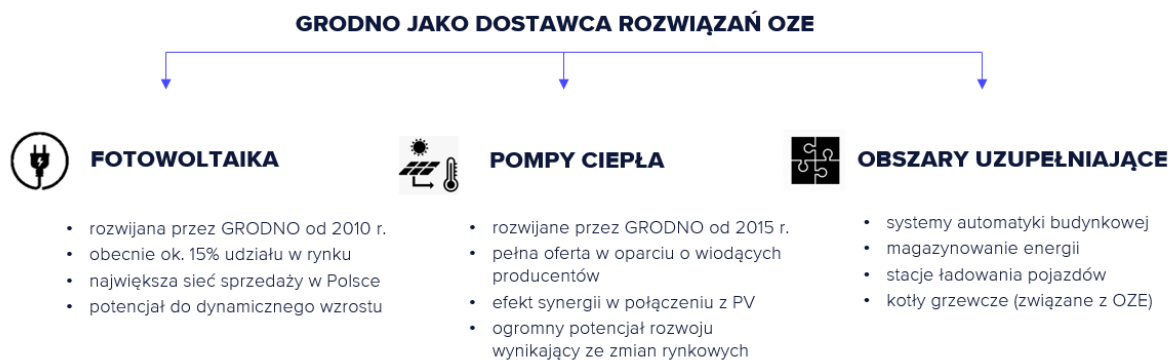 GRODNO JAKO DOSTAWCA ROZWIĄZAŃ OZE
FOTOWOLTAIKA
• rozwijana przez GRODNO od 2010 r.
• obecnie ok. 15% udziału w rynku
• największa sieć sprzedaży w Polsce
• potencjał do dynamicznego wzrostu
POMPY CIEPŁA
• rozwijane przez GRODNO od 2015 r.
• pełna oferta w oparciu o wiodących
producentów
• efekt synergii w połączeniu z PV
• ogromny potencjał rozwoju
wynikający ze zmian rynkowych
OBSZARY UZUPEŁNIAJĄCE
• systemy automatyki budynkowej
• magazynowanie energii
• stacje ładowania pojazdów
• kotły grzewcze (związane z OZE)